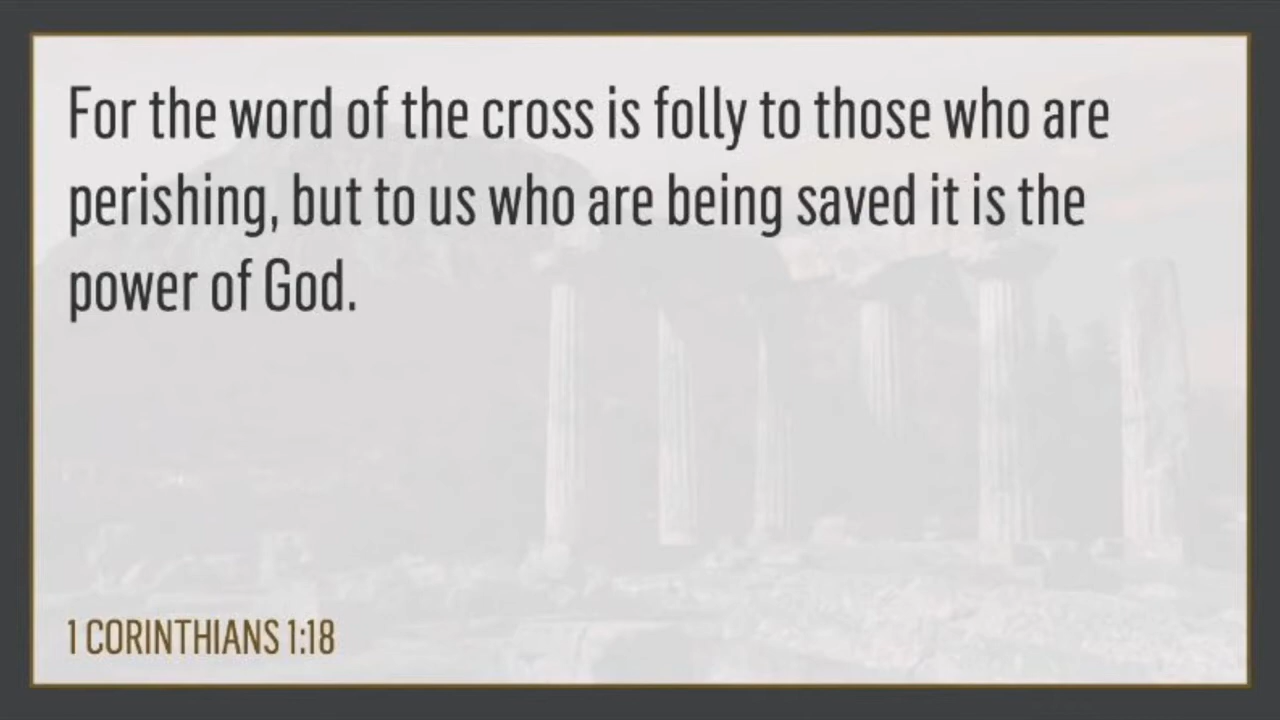 For the word of the cross is folly to those who are
perishing, but to us who are being saved it is the
power of God.
1 CORINTHIANS 1:18